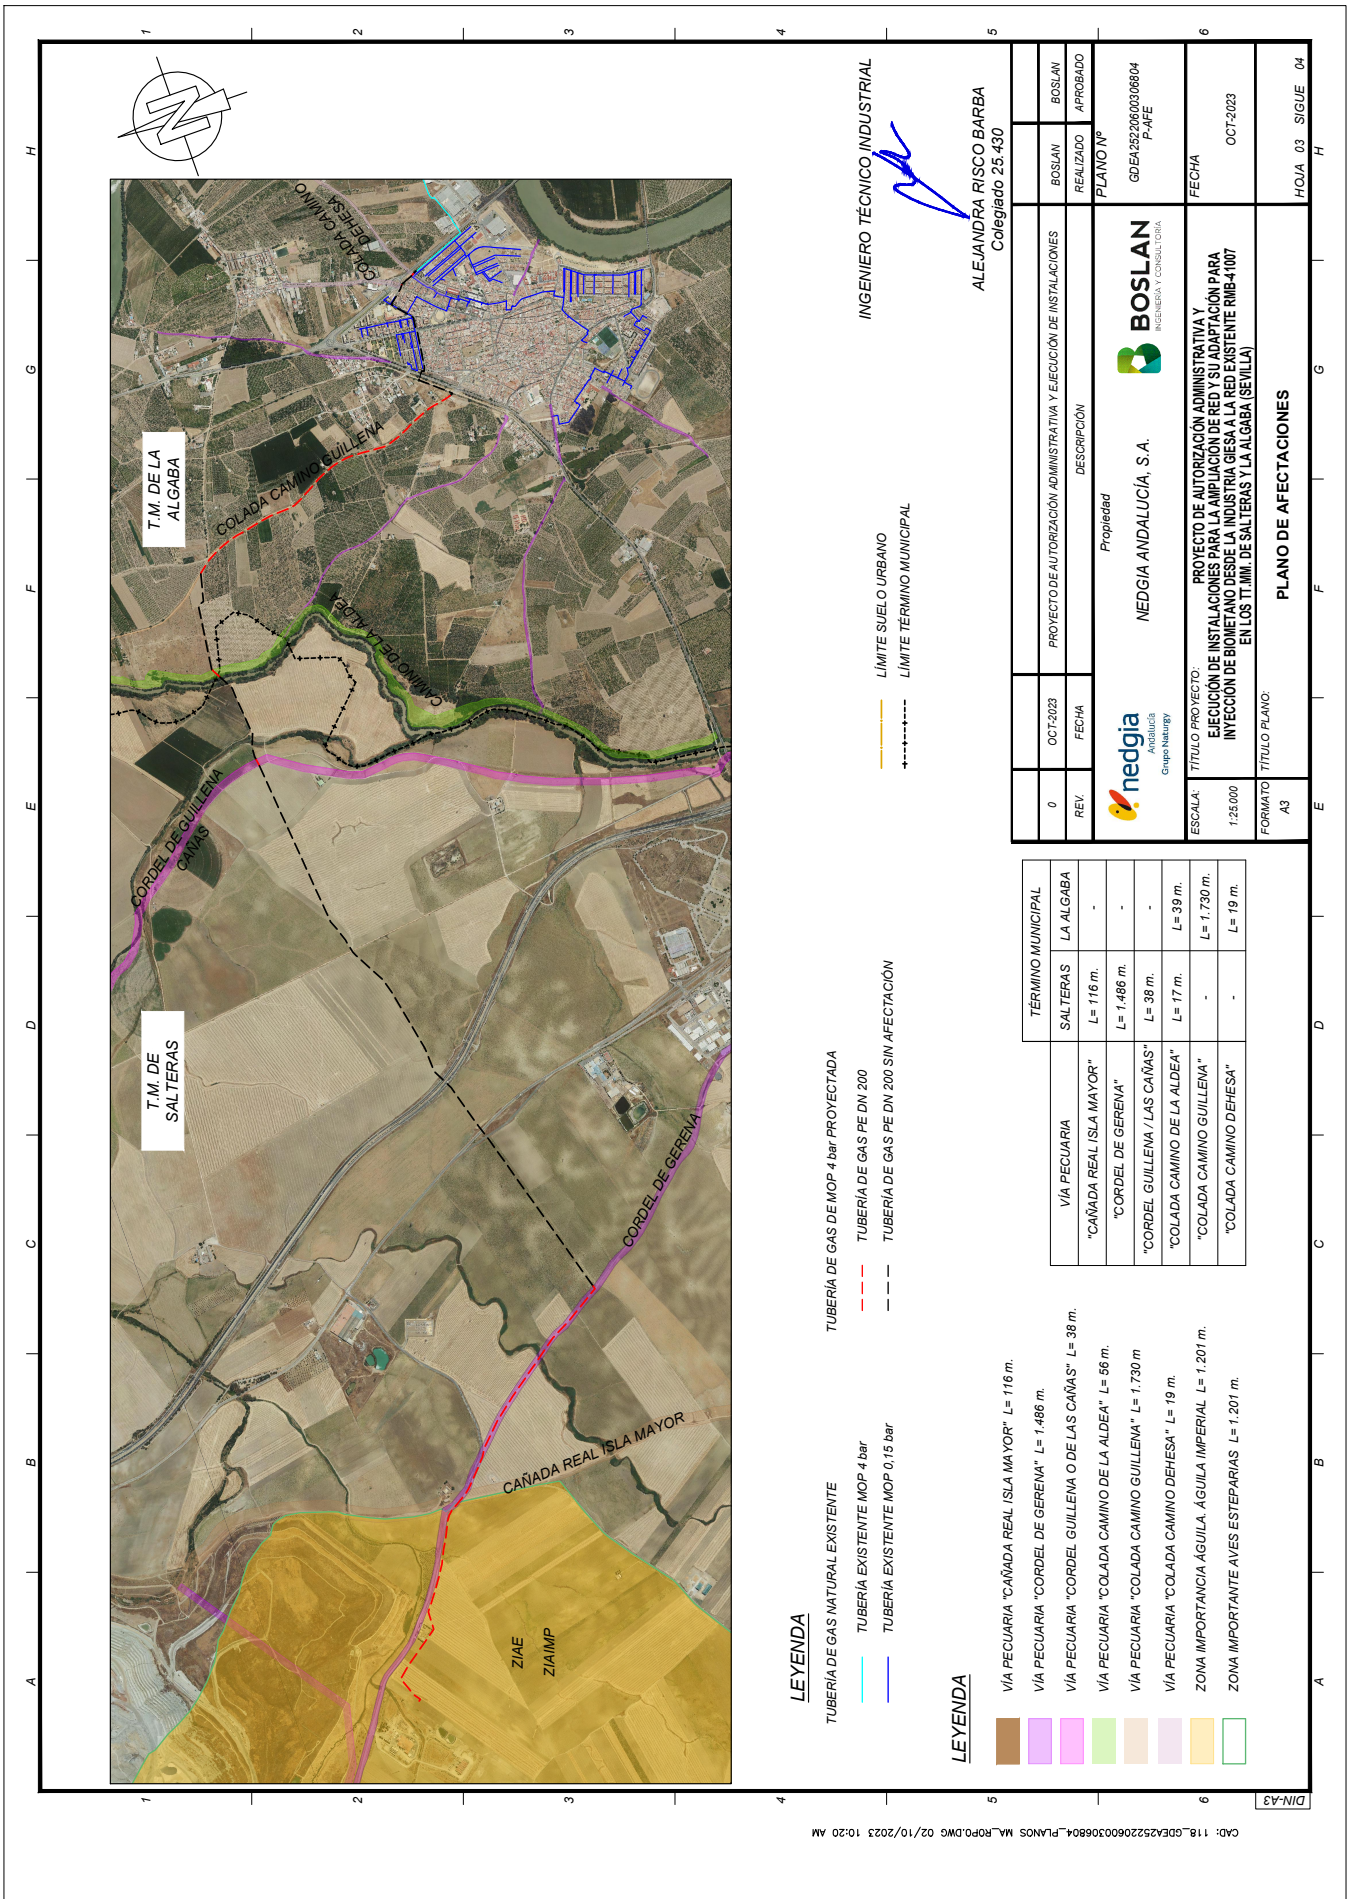 T.M. DE
SALTERAS
T.M. DE LA
ALGABA
CORDEL DE GUILLENA
CAÑAS
COLADA CAMINO GUILLENA
COLADA CAMINO
DEHESA
CAMINO DE LA ALDEA
CORDEL DE GERENA
CAÑADA REAL ISLA MAYOR
ZIAE
ZIAIMP
LEYENDA
TUBERÍA DE GAS NATURAL EXISTENTE
TUBERÍA EXISTENTE MOP 4 bar
TUBERÍA EXISTENTE MOP 0,15 bar
TUBERÍA DE GAS DE MOP 4 bar PROYECTADA
TUBERÍA DE GAS PE DN 200
TUBERÍA DE GAS PE DN 200 SIN AFECTACIÓN
LÍMITE SUELO URBANO
LÍMITE TÉRMINO MUNICIPAL
INGENIERO TÉCNICO INDUSTRIAL
ALEJANDRA RISCO BARBA
Colegiado 25.430
LEYENDA
VÍA PECUARIA "CAÑADA REAL ISLA MAYOR" L= 116 m.
VÍA PECUARIA "CORDEL DE GERENA" L= 1.486 m.
VÍA PECUARIA "CORDEL GUILLENA O DE LAS CAÑAS" L= 38 m.
VÍA PECUARIA "COLADA CAMINO DE LA ALDEA" L= 56 m.
VÍA PECUARIA "COLADA CAMINO GUILLENA" L= 1.730 m
VÍA PECUARIA "COLADA CAMINO DEHESA" L= 19 m.
ZONA IMPORTANCIA ÁGUILA. ÁGUILA IMPERIAL L= 1.201 m.
ZONA IMPORTANTE AVES ESTEPARIAS L= 1.201 m.
TÉRMINO MUNICIPAL
VÍA PECUARIA SALTERAS LA ALGABA
"CAÑADA REAL ISLA MAYOR" L= 116 m. -
"CORDEL DE GERENA" L= 1.486 m. -
"CORDEL GUILLENA / LAS CAÑAS" L= 38 m. -
"COLADA CAMINO DE LA ALDEA" L= 17 m. L= 39 m.
"COLADA CAMINO GUILLENA" - L= 1.730 m.
"COLADA CAMINO DEHESA" - L= 19 m.
0 OCT-2023 PROYECTO DE AUTORIZACIÓN ADMINISTRATIVA Y EJECUCIÓN DE INSTALACIONES BOSLAN BOSLAN
REV. FECHA DESCRIPCIÓN REALIZADO APROBADO
Propiedad
nedgia
Andalucía
Grupo Naturgy
NEDGIA ANDALUCÍA, S.A.
BOSLAN
INGENIERÍA Y CONSULTORÍA
PLANO Nº
GDEA25220600306804
P-AFE
ESCALA:
1:25.000
TÍTULO PROYECTO:
PROYECTO DE AUTORIZACIÓN ADMINISTRATIVA Y
EJECUCIÓN DE INSTALACIONES PARA LA AMPLIACIÓN DE RED Y SU ADAPTACIÓN PARA
INYECCIÓN DE BIOMETANO DESDE LA INDUSTRIA GIESA A LA RED EXISTENTE RMB-41007
EN LOS TT.MM. DE SALTERAS Y LA ALGABA (SEVILLA)
FECHA
OCT-2023
FORMATO
A3
TÍTULO PLANO:
PLANO DE AFECTACIONES
HOJA 03 SIGUE 04
DIN-A3
CAD: 118_GDEA25220600306804_PLANOS MA_R0P0.DWG 02/10/2023 10:20 AM
A B C D E F G H
A B C D E F G H
1 2 3 4 5 6
1 2 3 4 5 6